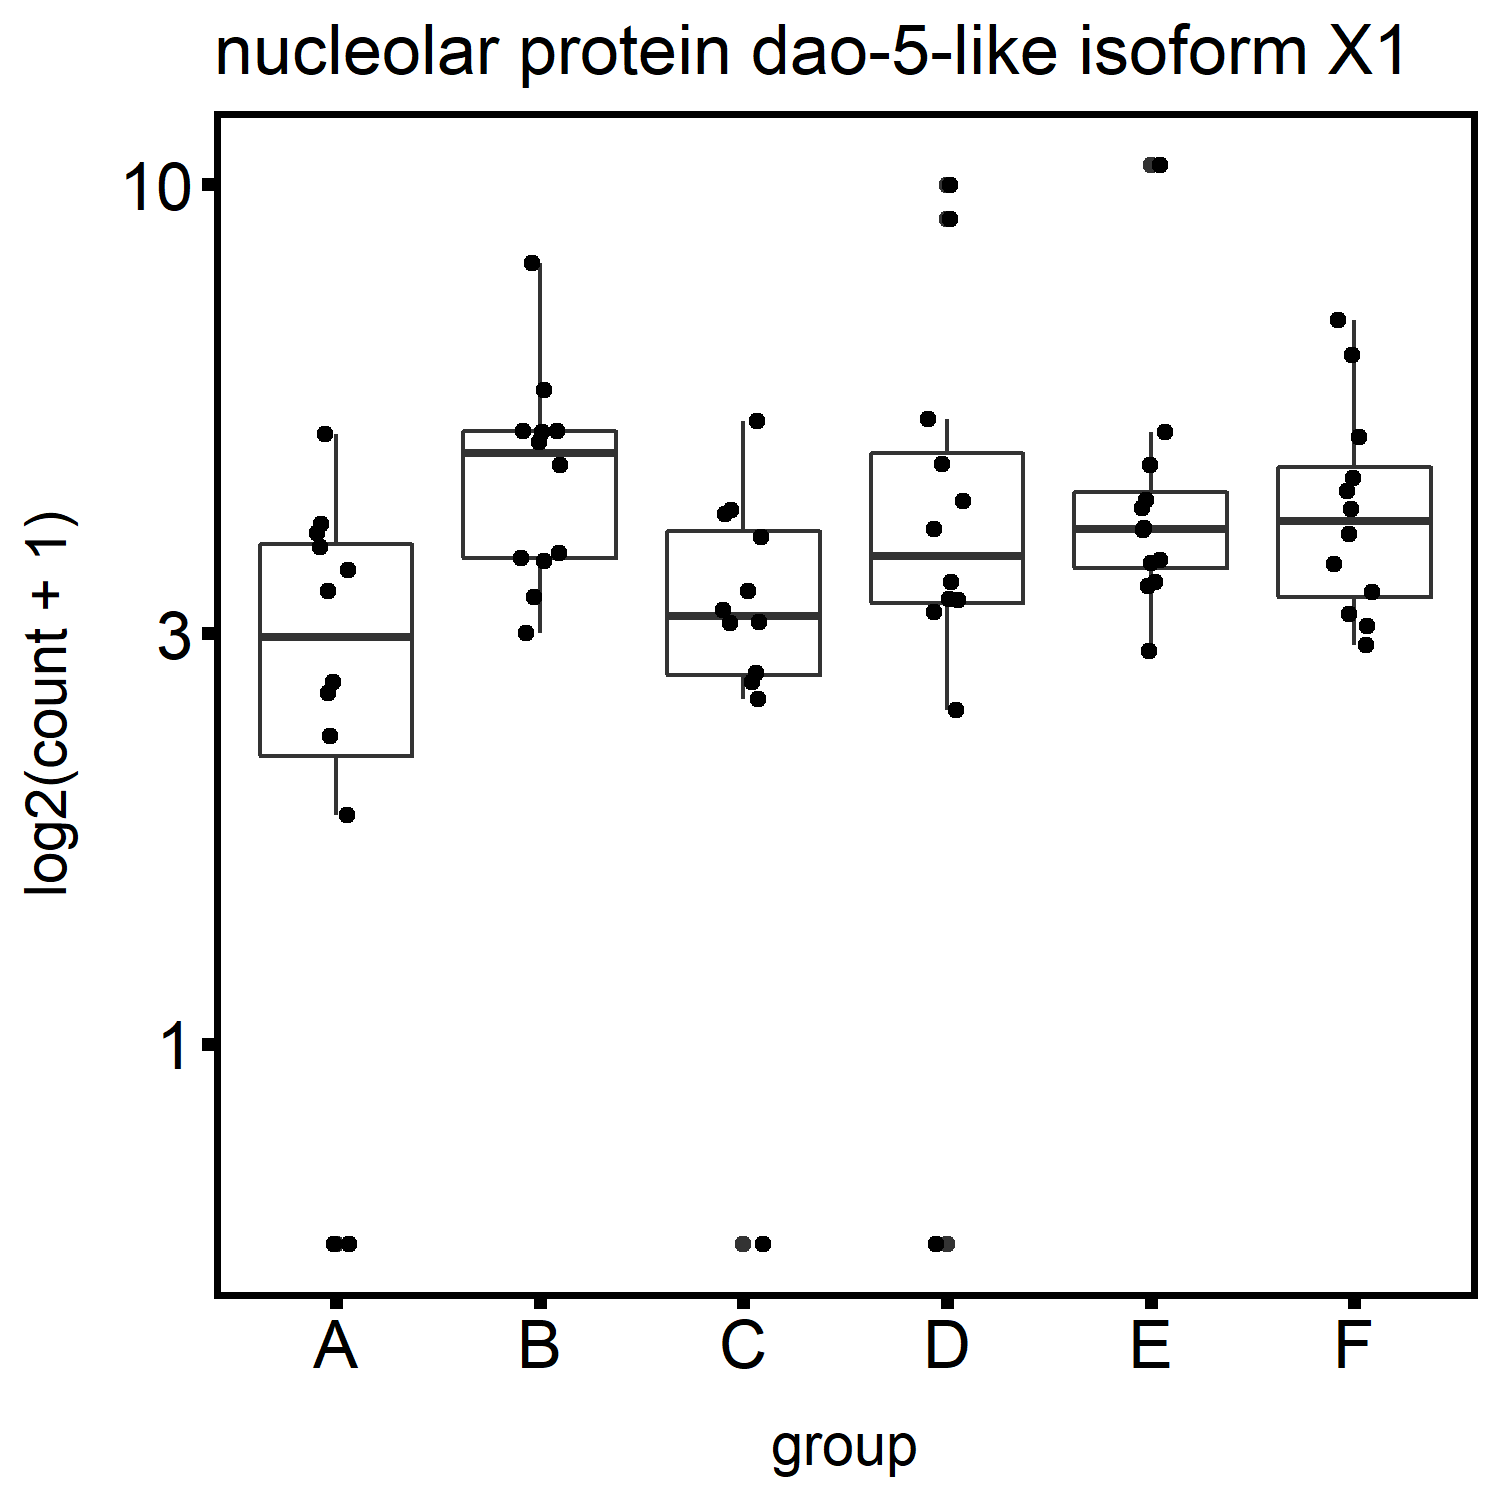 nucleolar protein dao-5-like isoform X1
10
3
1
log2(count + 1)
A B C D E F
group